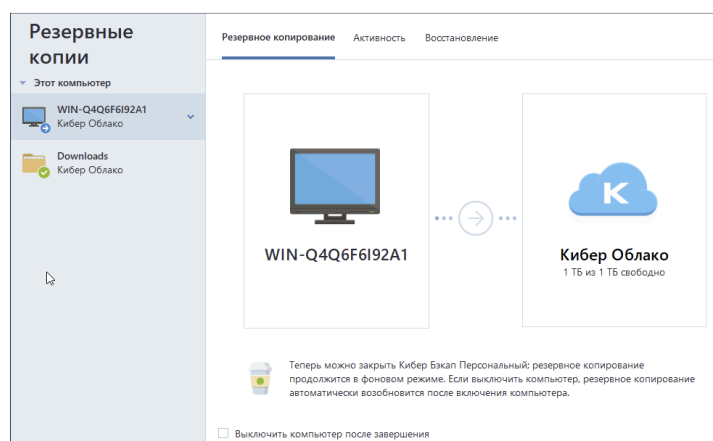 Резервные
копии
Этот компьютер
WIN-Q4Q6F6I92A1
Кибер Облако
Downloads
Кибер Облако
Резервное копирование Активность Восстановление
WIN-Q4Q6F6I92A1
K
Кибер Облако
1 ТБ из 1 ТБ свободно
Теперь можно закрыть Кибер Бэкап Персональный; резервное копирование
продолжится в фоновом режиме. Если выключить компьютер, резервное копирование
автоматически возобновится после включения компьютера.
Выключить компьютер после завершения